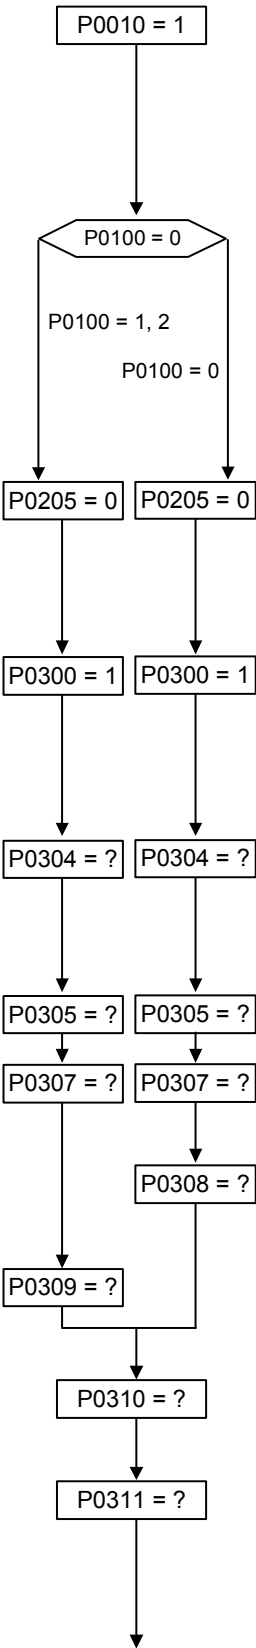 P0010 = 1
P0100 = 0
P0100 = 1, 2
P0100 = 0
P0205 = 0 P0205 = 0
P0300 = 1 P0300 = 1
P0304 = ? P0304 = ?
P0305 = ? P0305 = ?
P0307 = ? P0307 = ?
P0308 = ?
P0309 = ?
P0310 = ?
P0311 = ?